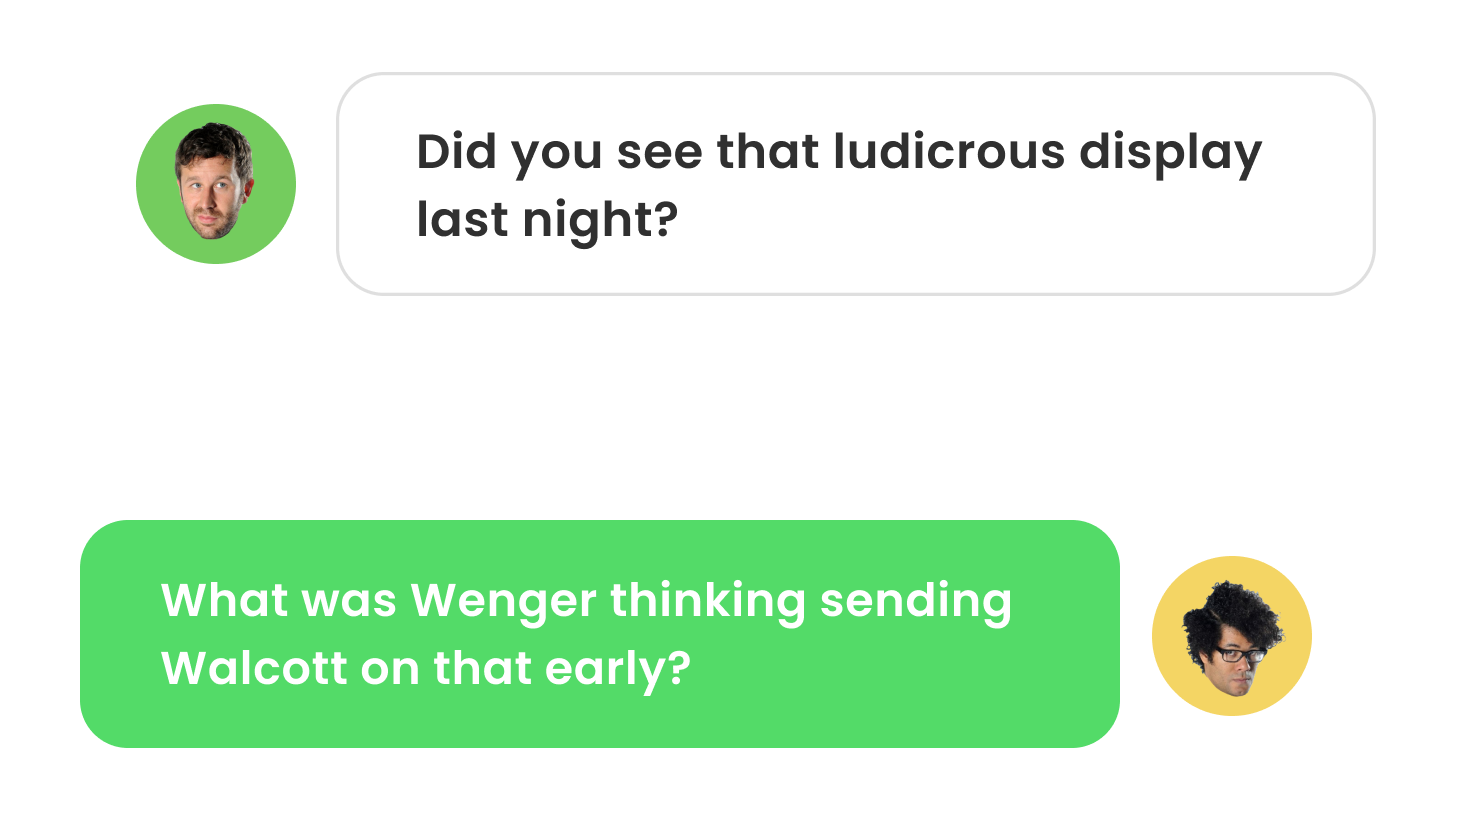 Did you see that ludicrous display
last night?
What was Wenger thinking sending
Walcott on that early?